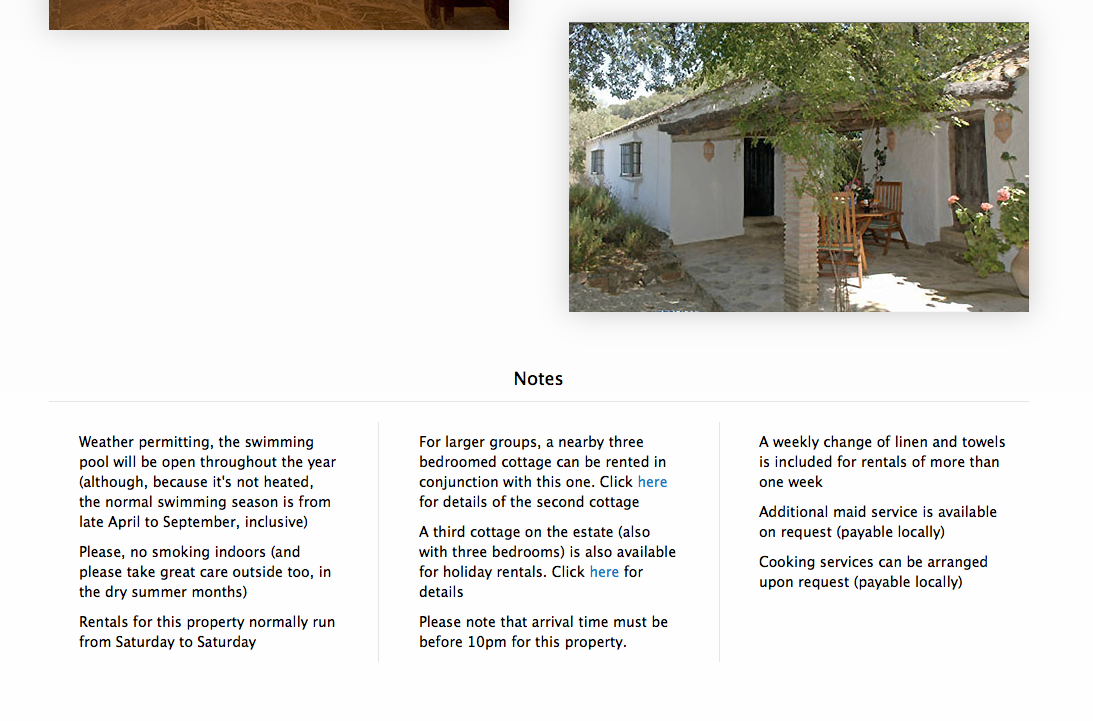 Notes
Weather permitting, the swimming
pool will be open throughout the year
(although, because it's not heated,
the normal swimming season is from
late April to September, inclusive)
Please, no smoking indoors (and
please take great care outside too, in
the dry summer months)
Rentals for this property normally run
from Saturday to Saturday
For larger groups, a nearby three
bedroomed cottage can be rented in
conjunction with this one. Click here
for details of the second cottage
A third cottage on the estate (also
with three bedrooms) is also available
for holiday rentals. Click here for
details
Please note that arrival time must be
before 10pm for this property.
A weekly change of linen and towels
is included for rentals of more than
one week
Additional maid service is available
on request (payable locally)
Cooking services can be arranged
upon request (payable locally)